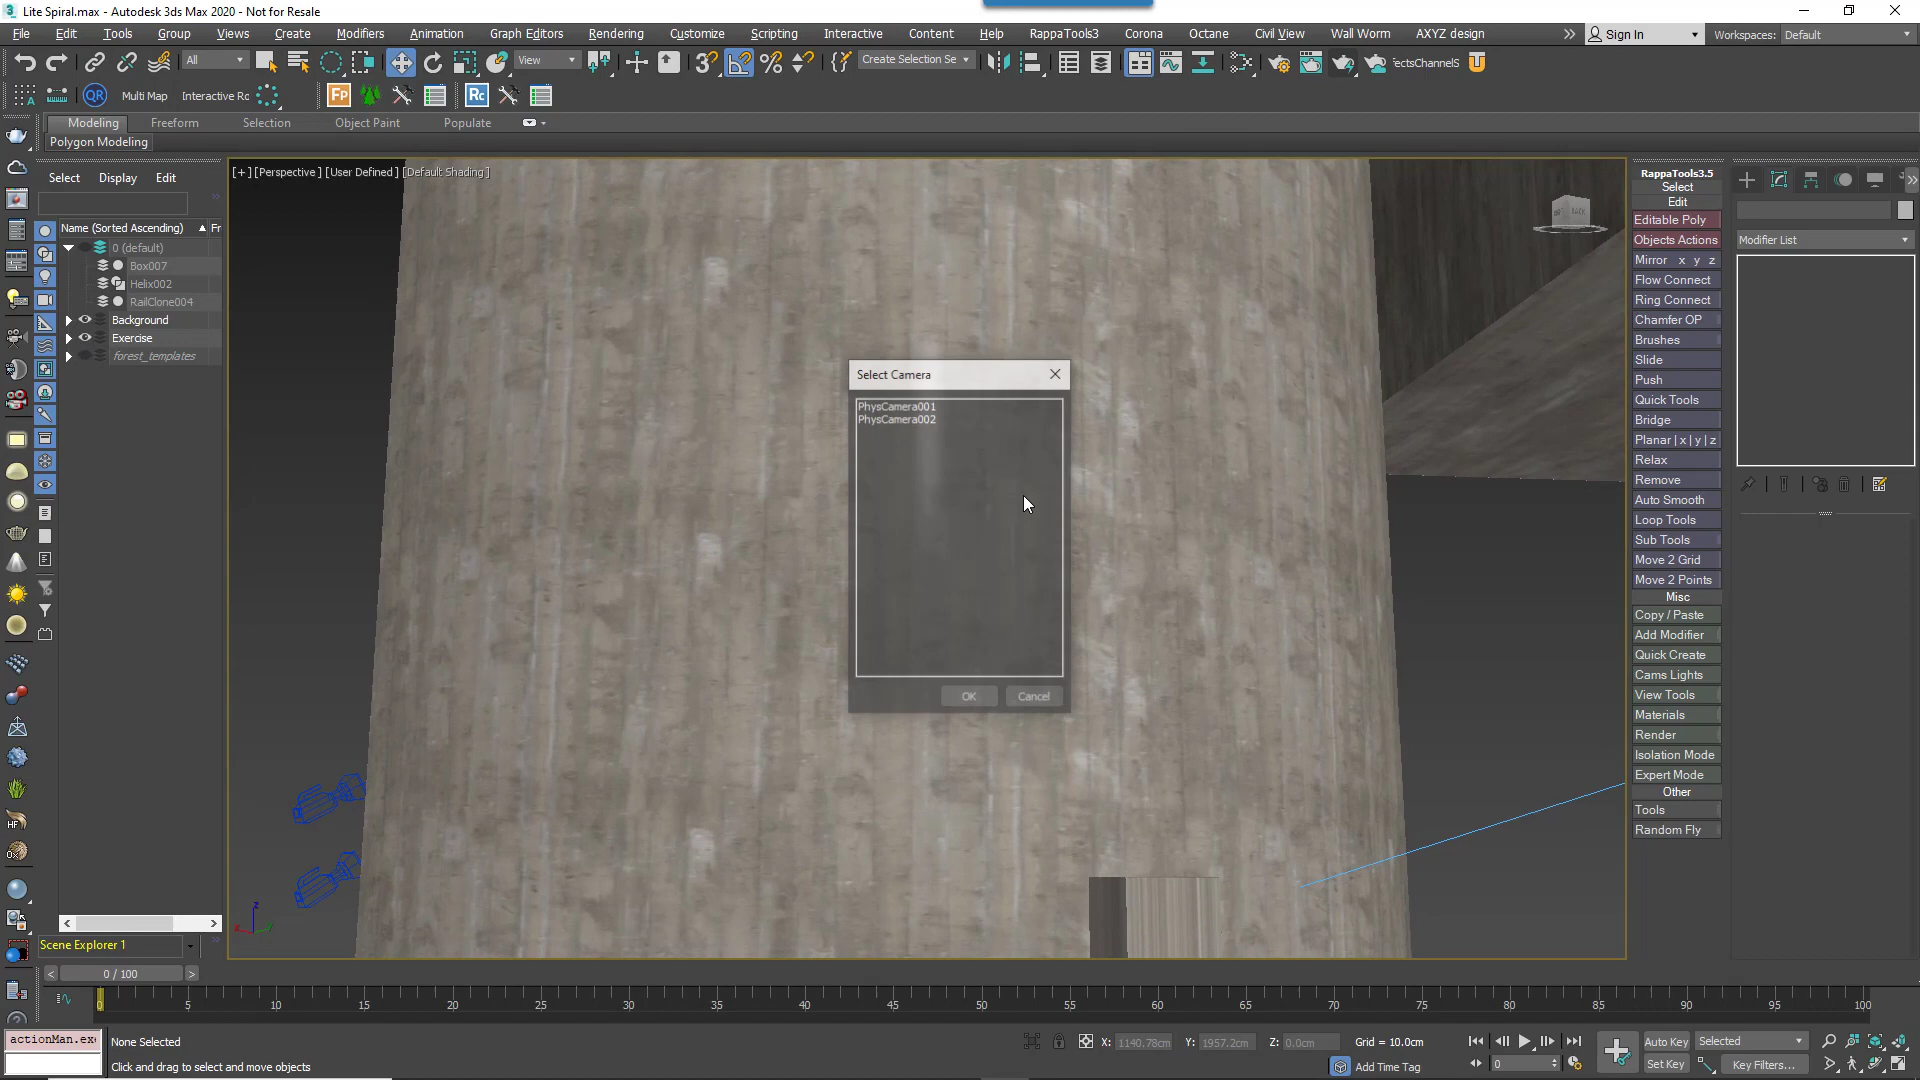 Lite Spiral.max - Autodesk 3ds Max 2020 - Not for Resale
File Edit Tools Group Views Create Modifiers Animation Graph Editors Rendering Customize Scripting Interactive Content Help RappaTools3 Corona Octane Civil View Wall Worm AXYZ design Sign In Workspaces: Default
All View Create Selection Se ɛctsChannelS
QR Multi Map Interactive Ro Fp Rc
Modeling Freeform Selection Object Paint Populate
Polygon Modeling
Select Display Edit
Name (Sorted Ascending) Fr
0 (default)
Box007
Helix002
RailClone004
Background
Exercise
forest_templates
[+] [Perspective] [User Defined] [Default Shading]
Select Camera
PhysCamera001
PhysCamera002
OK Cancel
RappaTools3.5
Select
Edit
Editable Poly
Objects Actions
Mirror x y z
Flow Connect
Ring Connect
Chamfer OP
Brushes
Slide
Push
Quick Tools
Bridge
Planar | x | y | z
Relax
Remove
Auto Smooth
Loop Tools
Sub Tools
Move 2 Grid
Move 2 Points
Misc
Copy / Paste
Add Modifier
Quick Create
Cams Lights
View Tools
Materials
Render
Isolation Mode
Expert Mode
Other
Tools
Random Fly
Modifier List
Scene Explorer 1
0 / 100
0 5 10 15 20 25 30 35 40 45 50 55 60 65 70 75 80 85 90 95 100
actionMan.exe
None Selected
Click and drag to select and move objects
X: 1140.78cm Y: 1957.2cm Z: 0.0cm Grid = 10.0cm
Add Time Tag
0
Auto Key Selected
Set Key Key Filters...